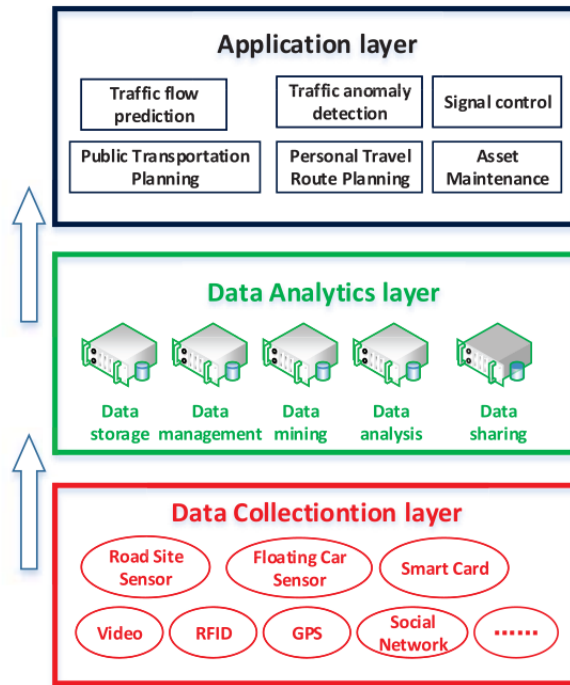 Application layer
Traffic flow
prediction
Traffic anomaly
detection
Signal control
Public Transportation
Planning
Personal Travel
Route Planning
Asset
Maintenance
Data Analytics layer
Data
storage
Data
management
Data
mining
Data
analysis
Data
sharing
Data Collectiontion layer
Road Site
Sensor
Floating Car
Sensor
Smart Card
Video
RFID
GPS
Social
Network
······